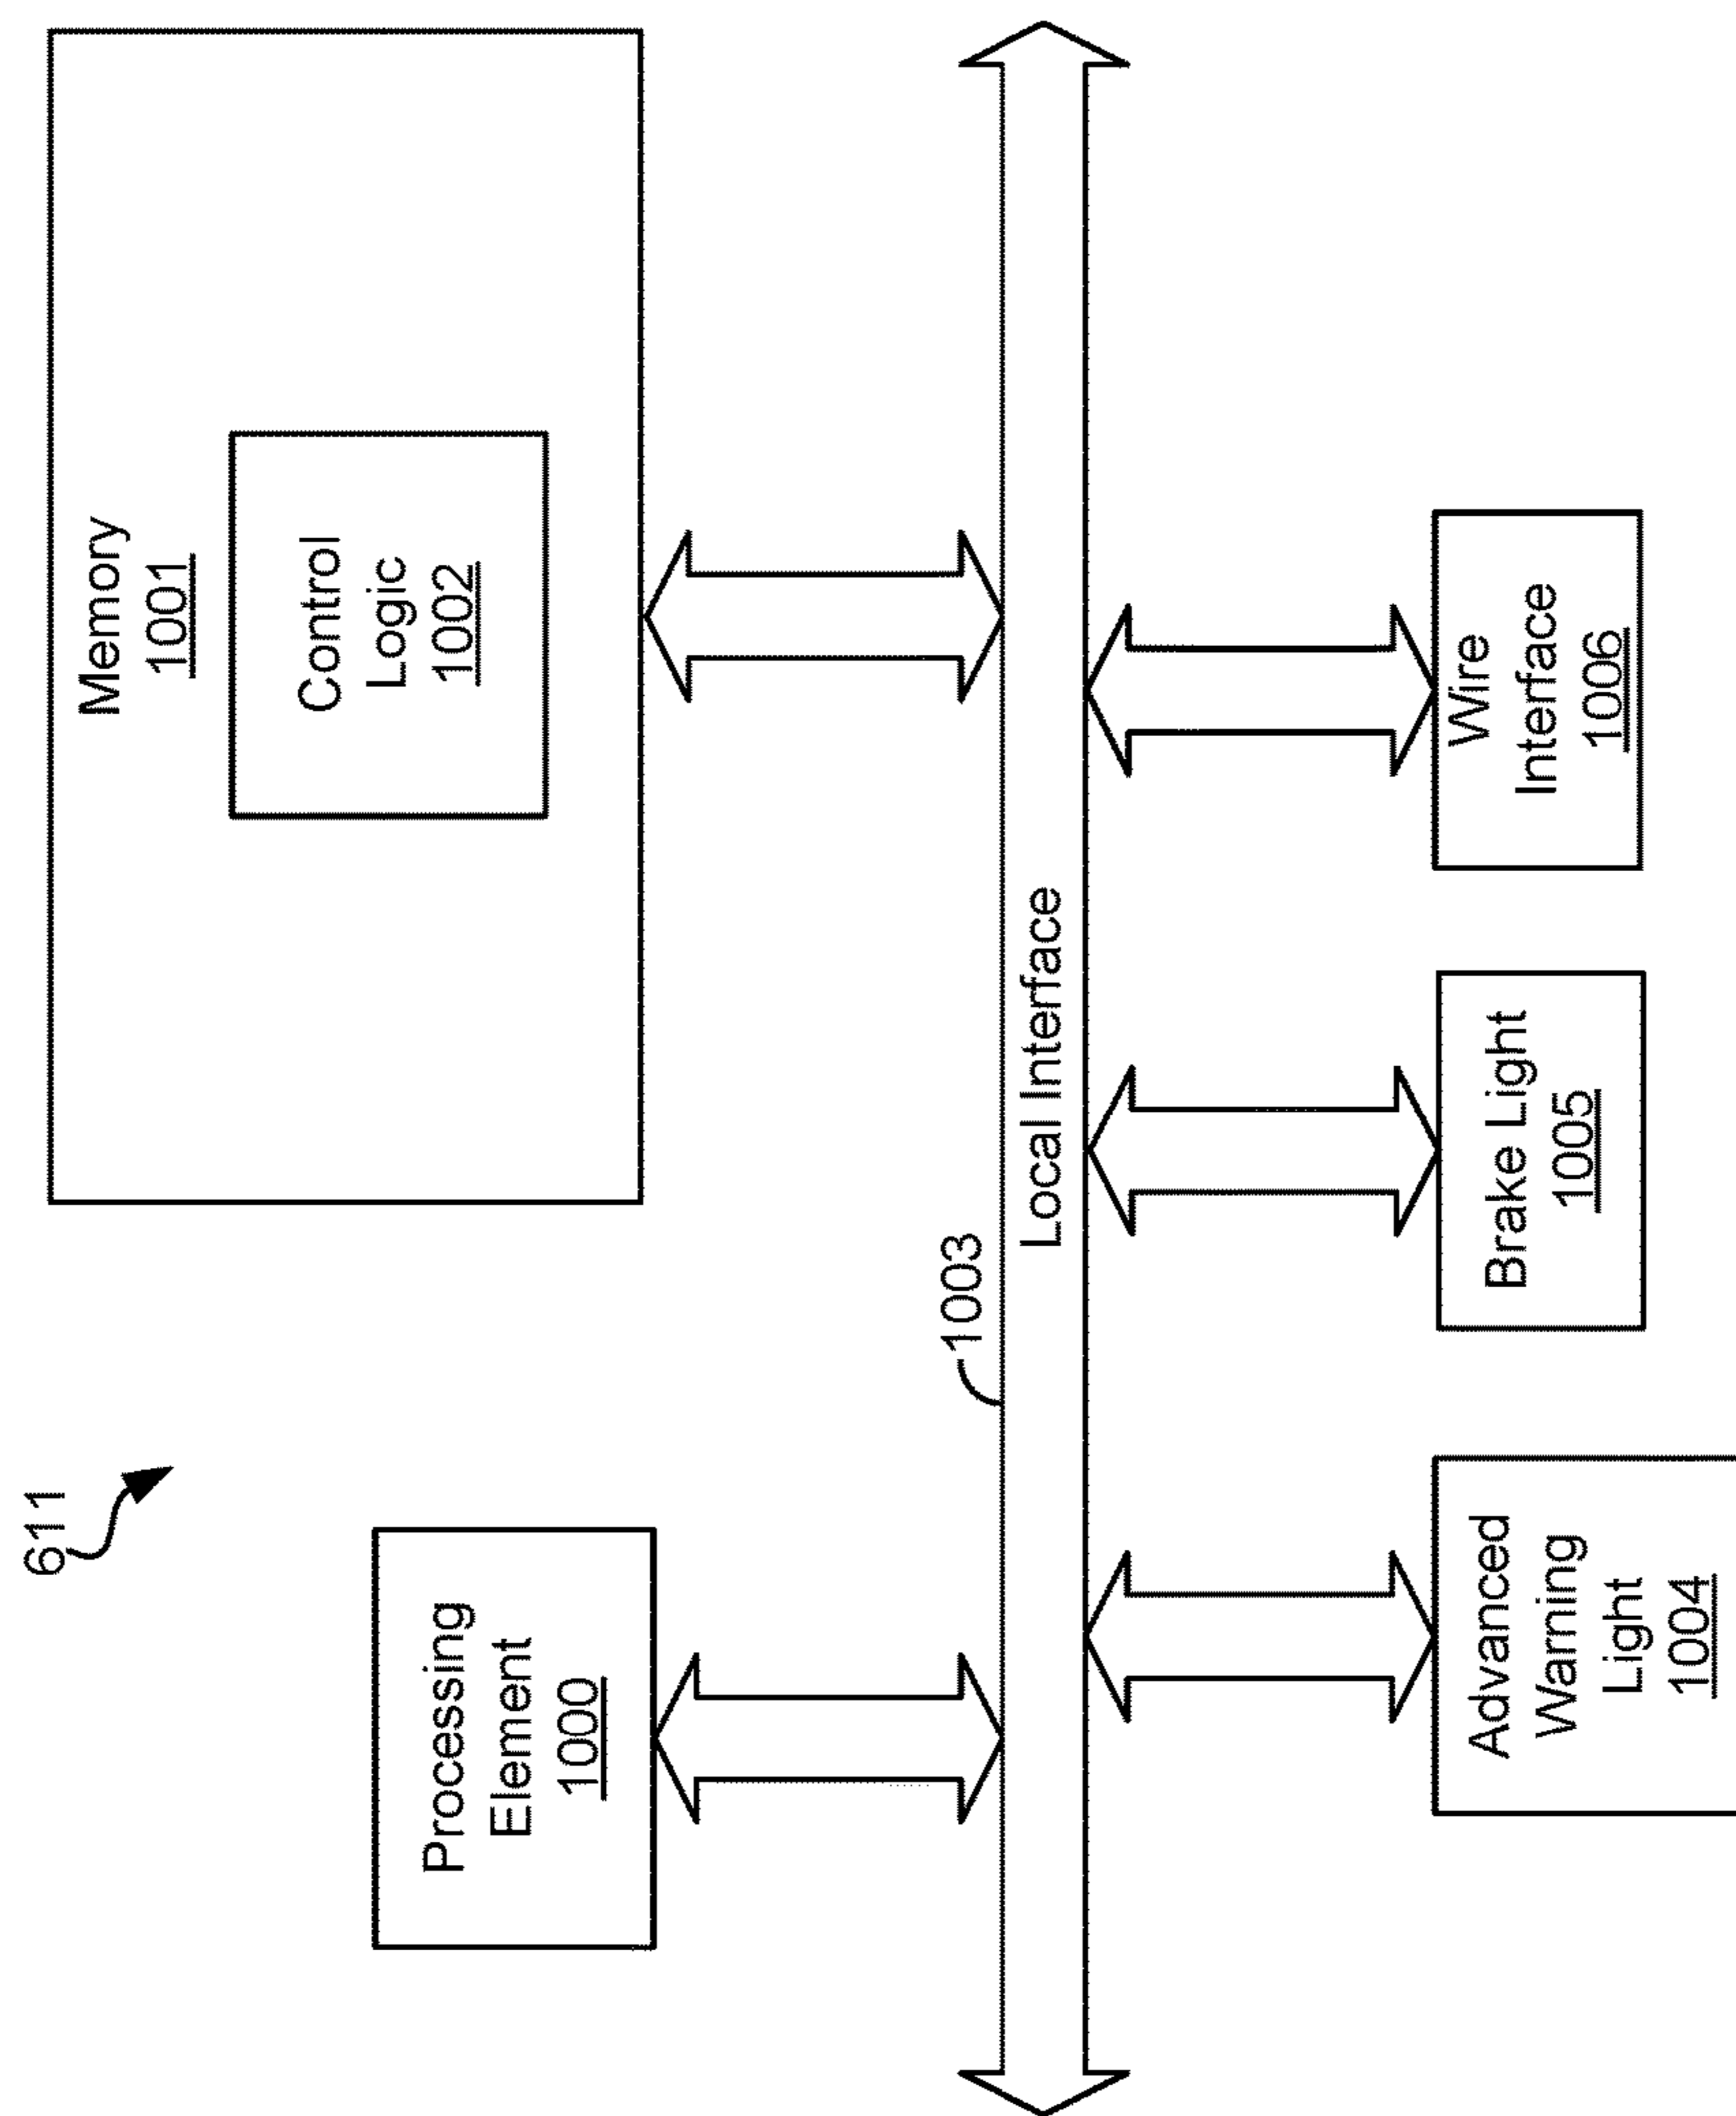 611
Memory
1001
Control
Logic
1002
Processing
Element
1000
1003
Local Interface
Advanced
Warning
Light
1004
Brake Light
1005
Wire
Interface
1006